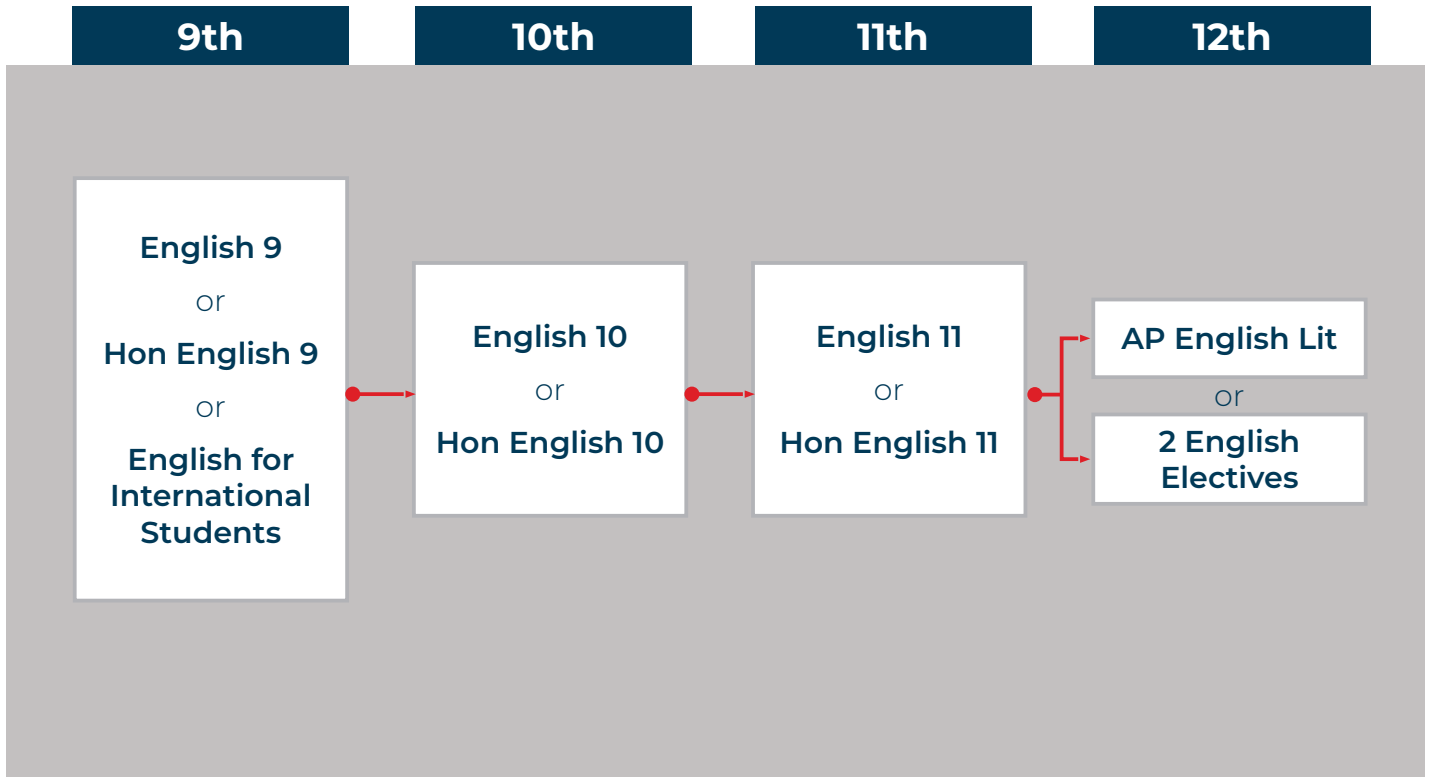 9th
10th
11th
12th
English 9
or
Hon English 9
or
English for
International
Students
English 10
or
Hon English 10
English 11
or
Hon English 11
AP English Lit
or
2 English
Electives